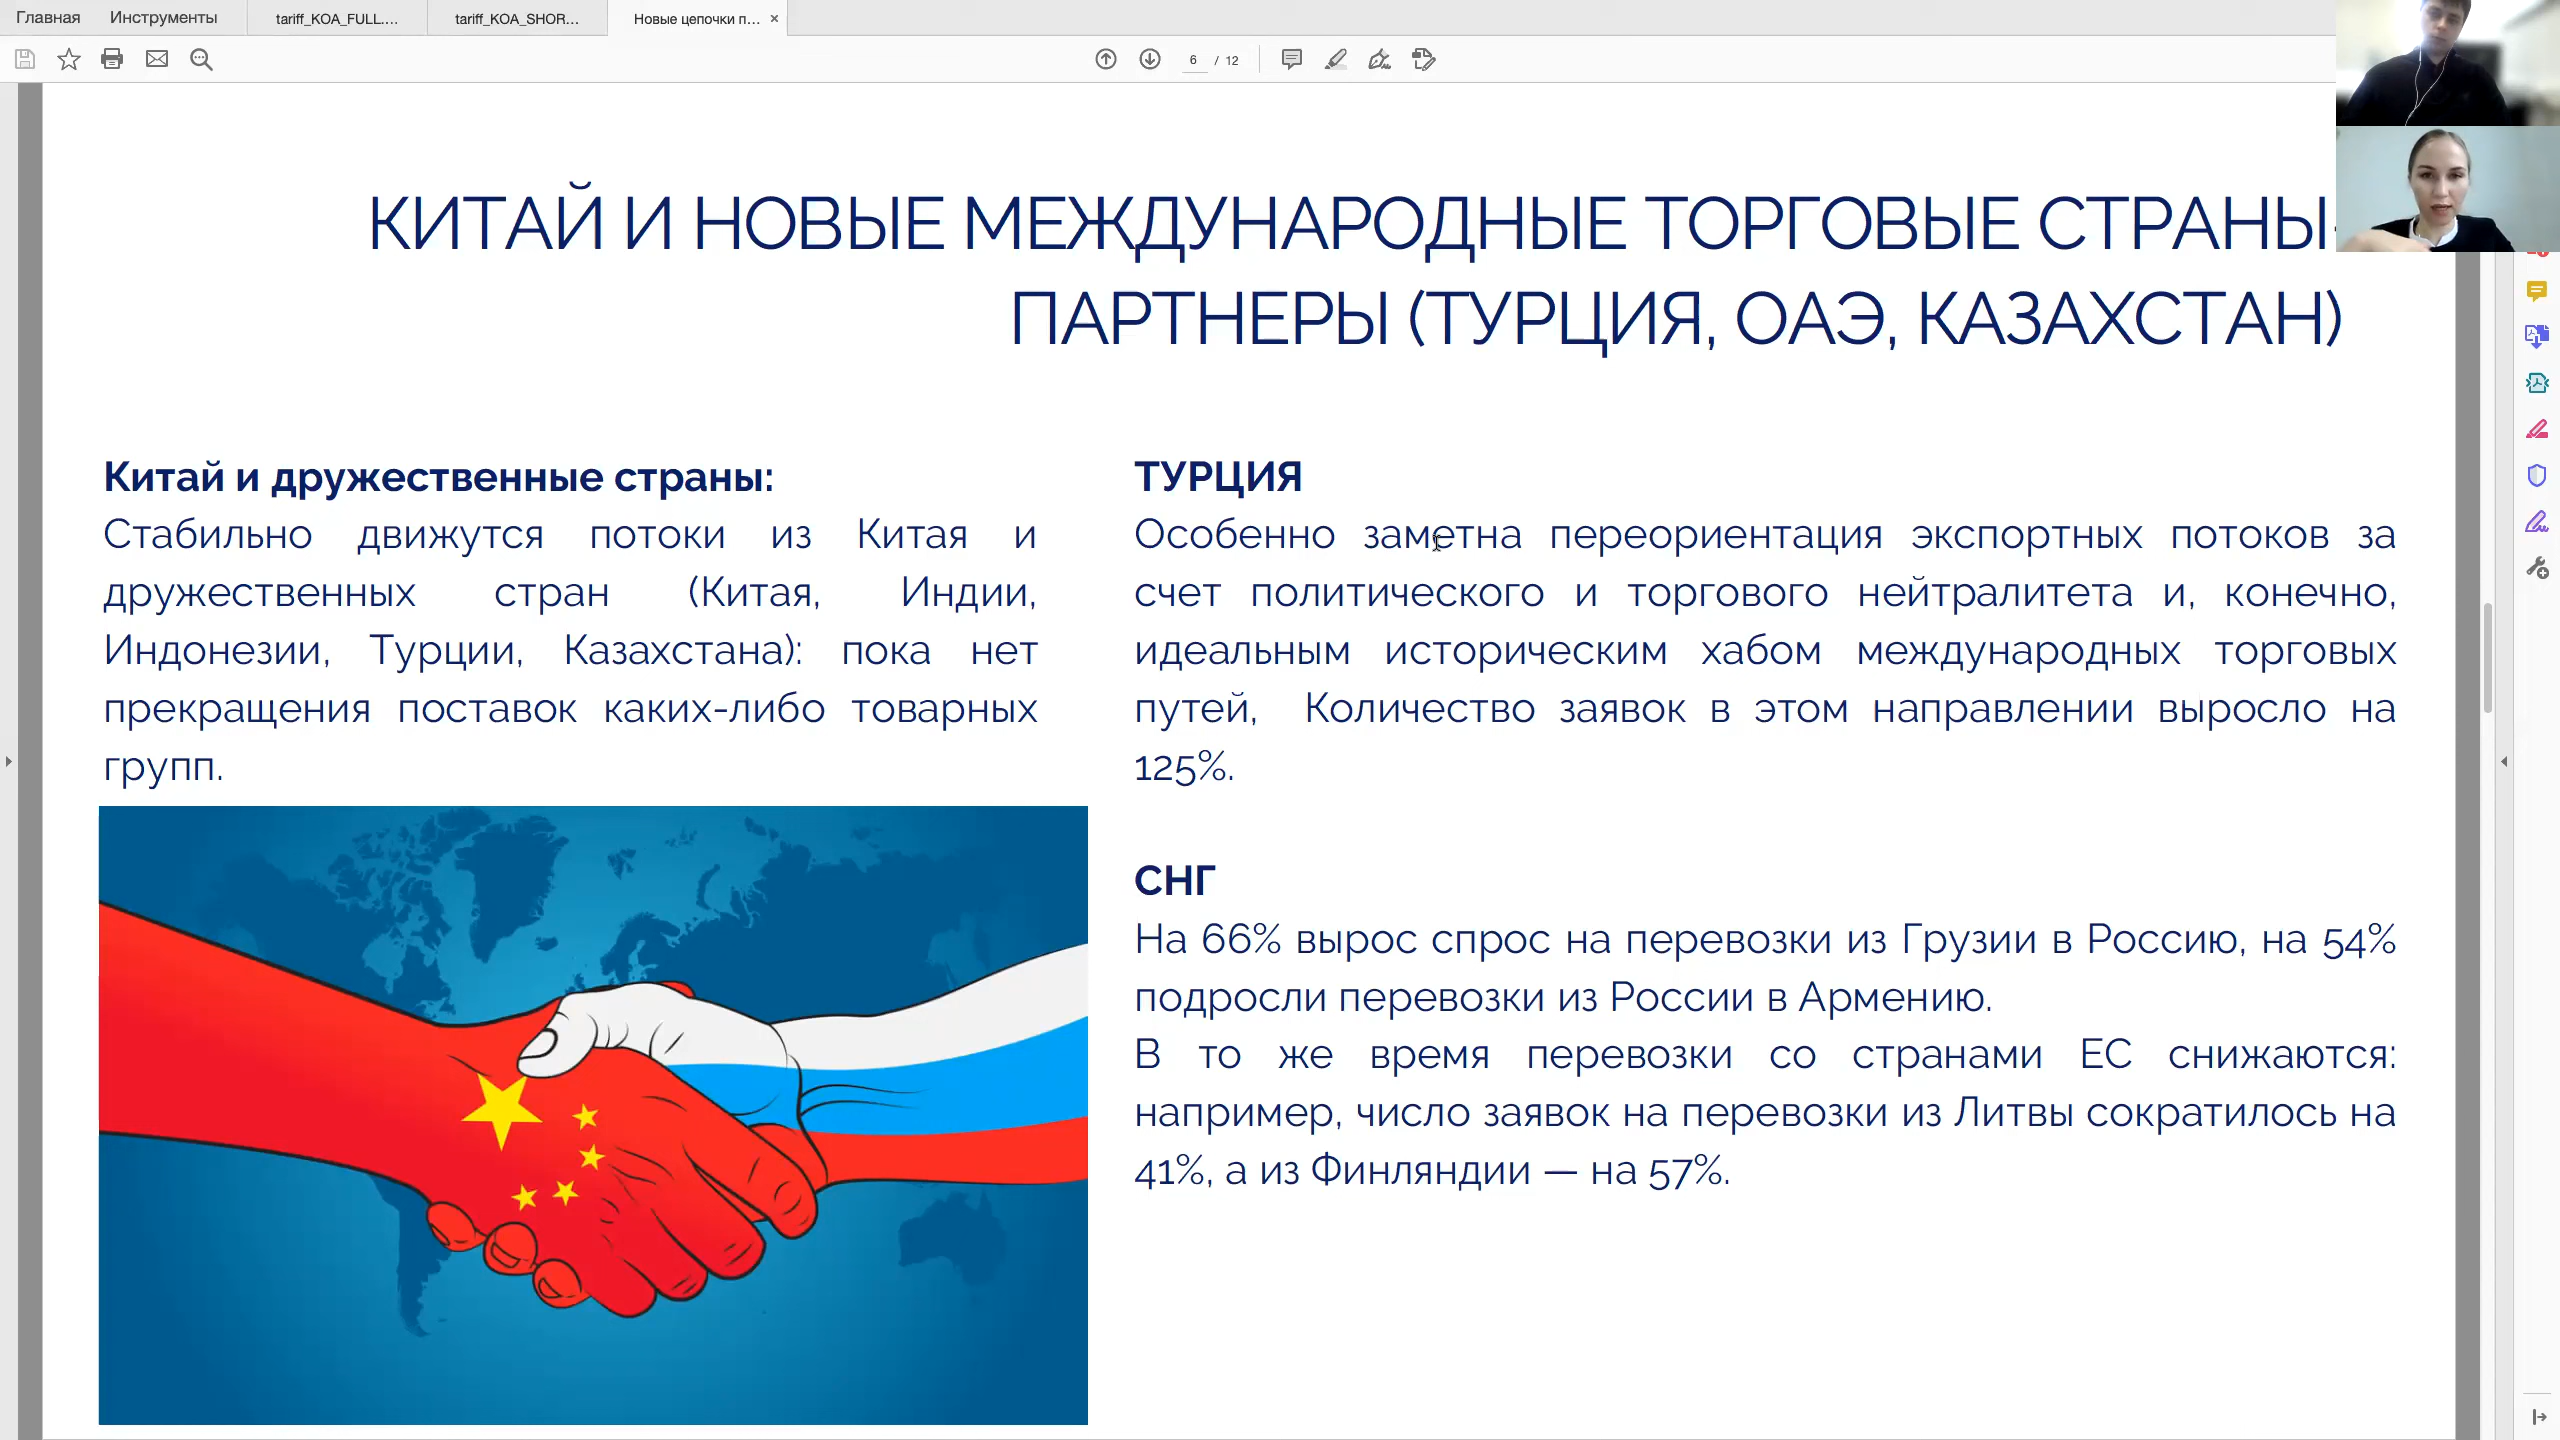 Главная Инструменты tariff_KOA_FULL.... tariff_KOA_SHOR... Новые цепочки п... ×
6 / 12
КИТАЙ И НОВЫЕ МЕЖДУНАРОДНЫЕ ТОРГОВЫЕ СТРАНЫ-
ПАРТНЕРЫ (ТУРЦИЯ, ОАЭ, КАЗАХСТАН)
Китай и дружественные страны:
Стабильно движутся потоки из Китая и
дружественных стран (Китая, Индии,
Индонезии, Турции, Казахстана): пока нет
прекращения поставок каких-либо товарных
групп.
ТУРЦИЯ
Особенно заметна переориентация экспортных потоков за
счет политического и торгового нейтралитета и, конечно,
идеальным историческим хабом международных торговых
путей, Количество заявок в этом направлении выросло на
125%.
СНГ
На 66% вырос спрос на перевозки из Грузии в Россию, на 54%
подросли перевозки из России в Армению.
В то же время перевозки со странами ЕС снижаются:
например, число заявок на перевозки из Литвы сократилось на
41%, а из Финляндии — на 57%.